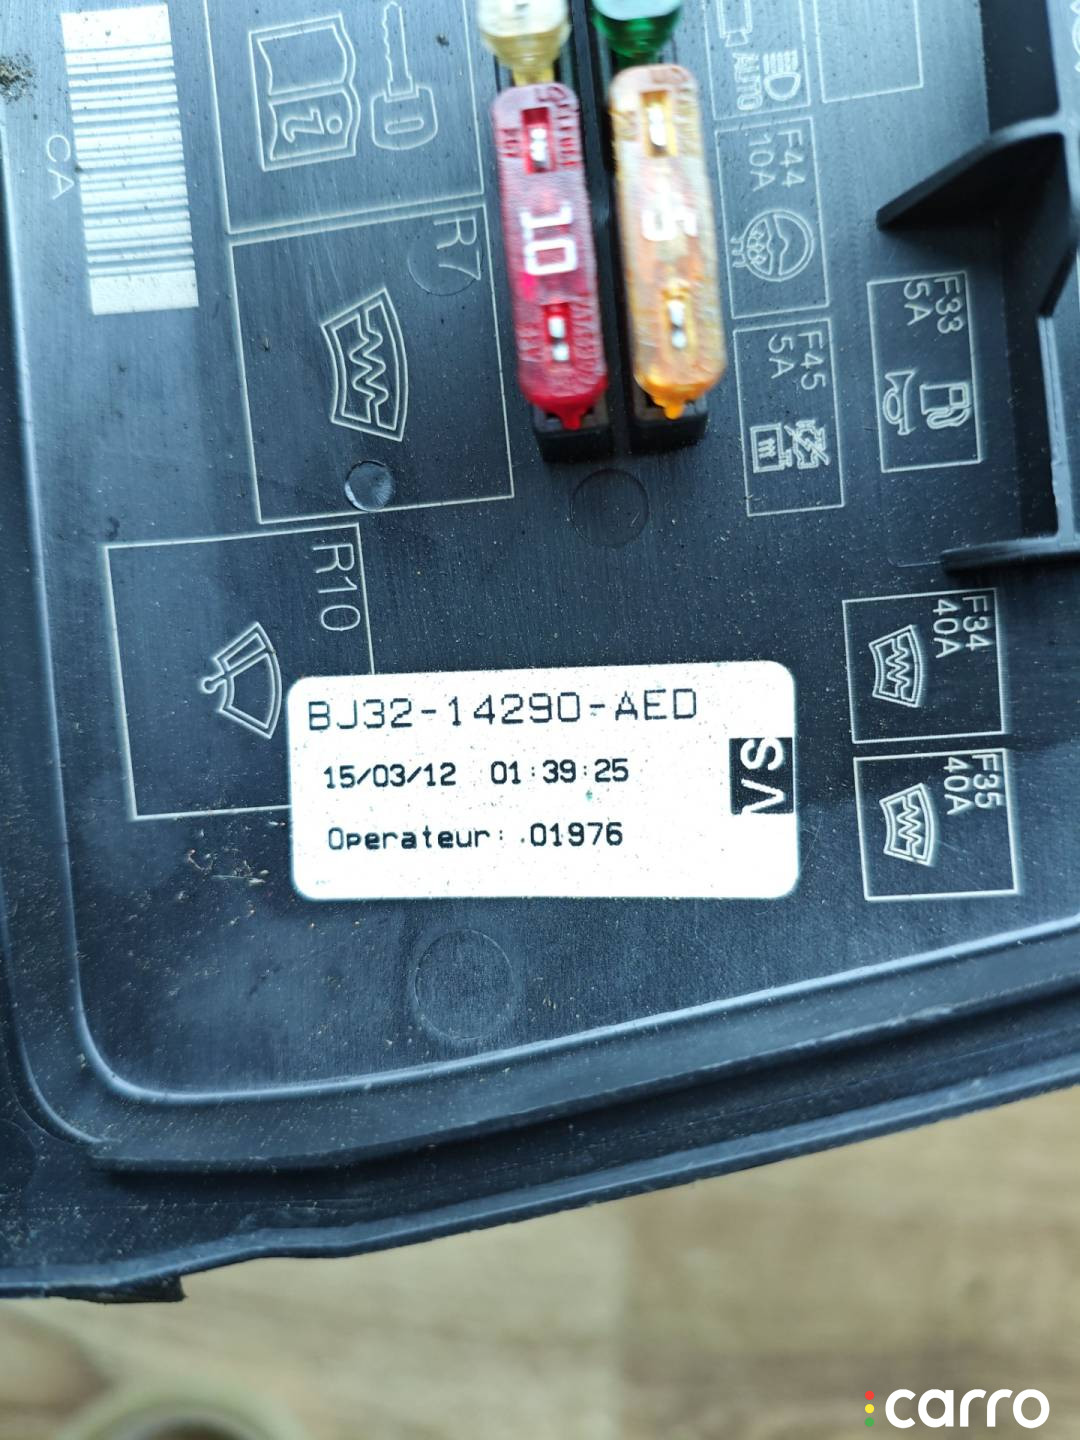 CA
R7
R10
10
5
AUTO
F44
10A
F45
5A
F33
5A
F34
40A
F35
40A
BJ32-14290-AED
15/03/12 01:39:25
Operateur: 01976
VS
carro